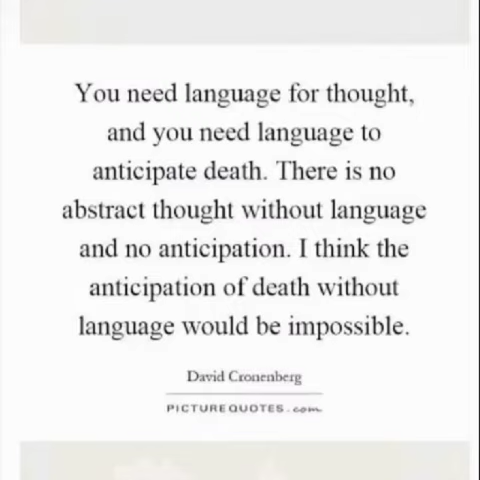 You need language for thought,
and you need language to
anticipate death. There is no
abstract thought without language
and no anticipation. I think the
anticipation of death without
language would be impossible.
David Cronenberg
PICTUREQUOTES.com